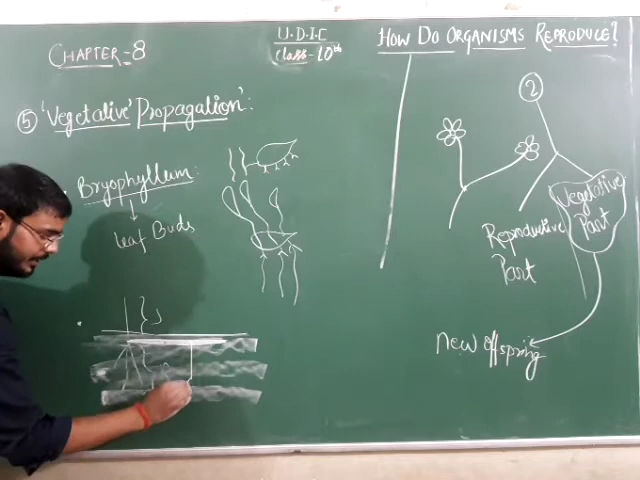 U.D.I.C
Class-10th
CHAPTER-8
HOW DO ORGANISMS REPRODUCE?
⑤ 'Vegetative' Propagation':
②
Bryophyllum:
Leaf Buds
Vegetative
Part
Reproductive
Part
New offspring